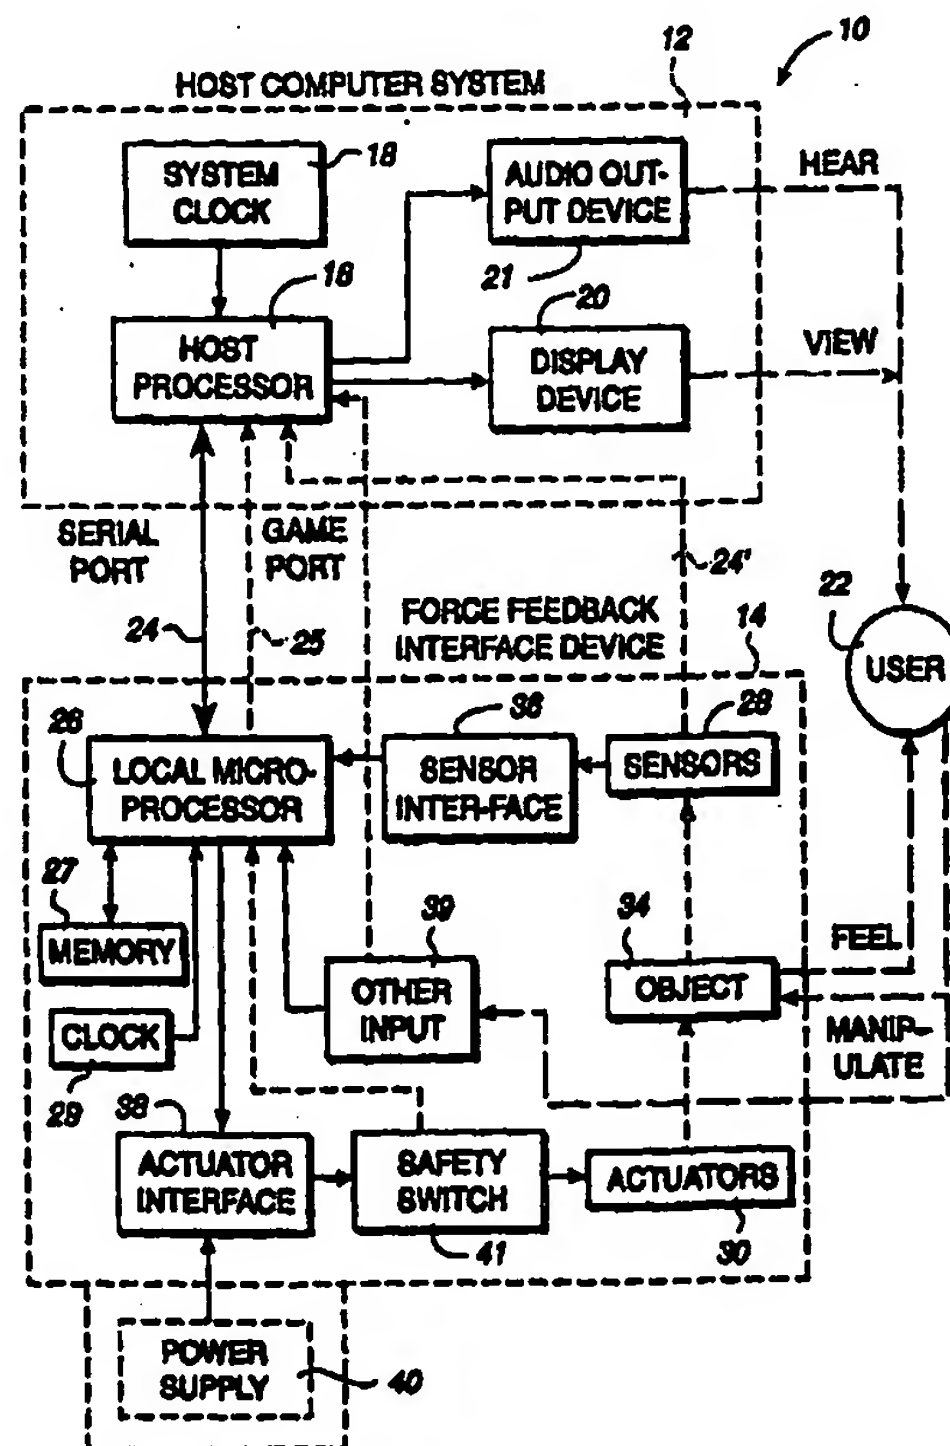 10
12
HOST COMPUTER SYSTEM
SYSTEM
CLOCK
18
AUDIO OUT-
PUT DEVICE
21
HEAR
18
HOST
PROCESSOR
20
DISPLAY
DEVICE
VIEW
SERIAL
PORT
GAME
PORT
24
25
24'
FORCE FEEDBACK
INTERFACE DEVICE
14
22
USER
26
LOCAL MICRO-
PROCESSOR
36
SENSOR
INTER-FACE
28
SENSORS
27
MEMORY
CLOCK
29
39
OTHER
INPUT
34
OBJECT
FEEL
MANIP-
ULATE
38
ACTUATOR
INTERFACE
SAFETY
SWITCH
41
ACTUATORS
30
POWER
SUPPLY
40